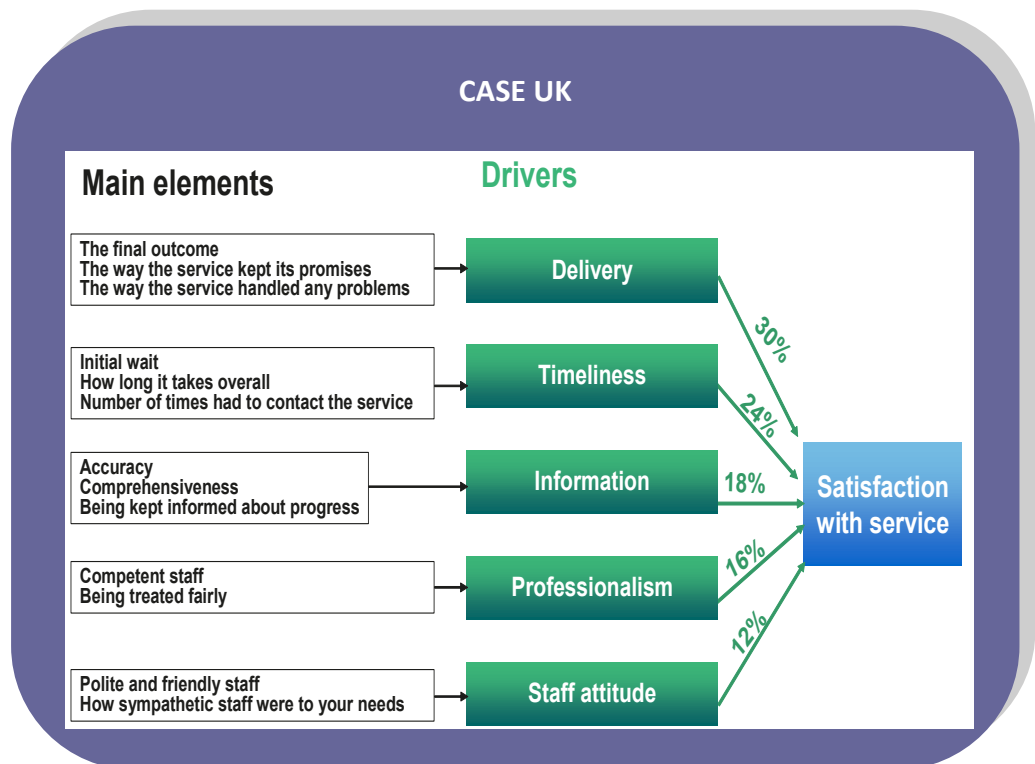 CASE UK
Main elements
Drivers
The final outcome
The way the service kept its promises
The way the service handled any problems
Delivery
30%
Initial wait
How long it takes overall
Number of times had to contact the service
Timeliness
24%
Accuracy
Comprehensiveness
Being kept informed about progress
Information
18%
Satisfaction
with service
Competent staff
Being treated fairly
Professionalism
16%
Polite and friendly staff
How sympathetic staff were to your needs
Staff attitude
12%